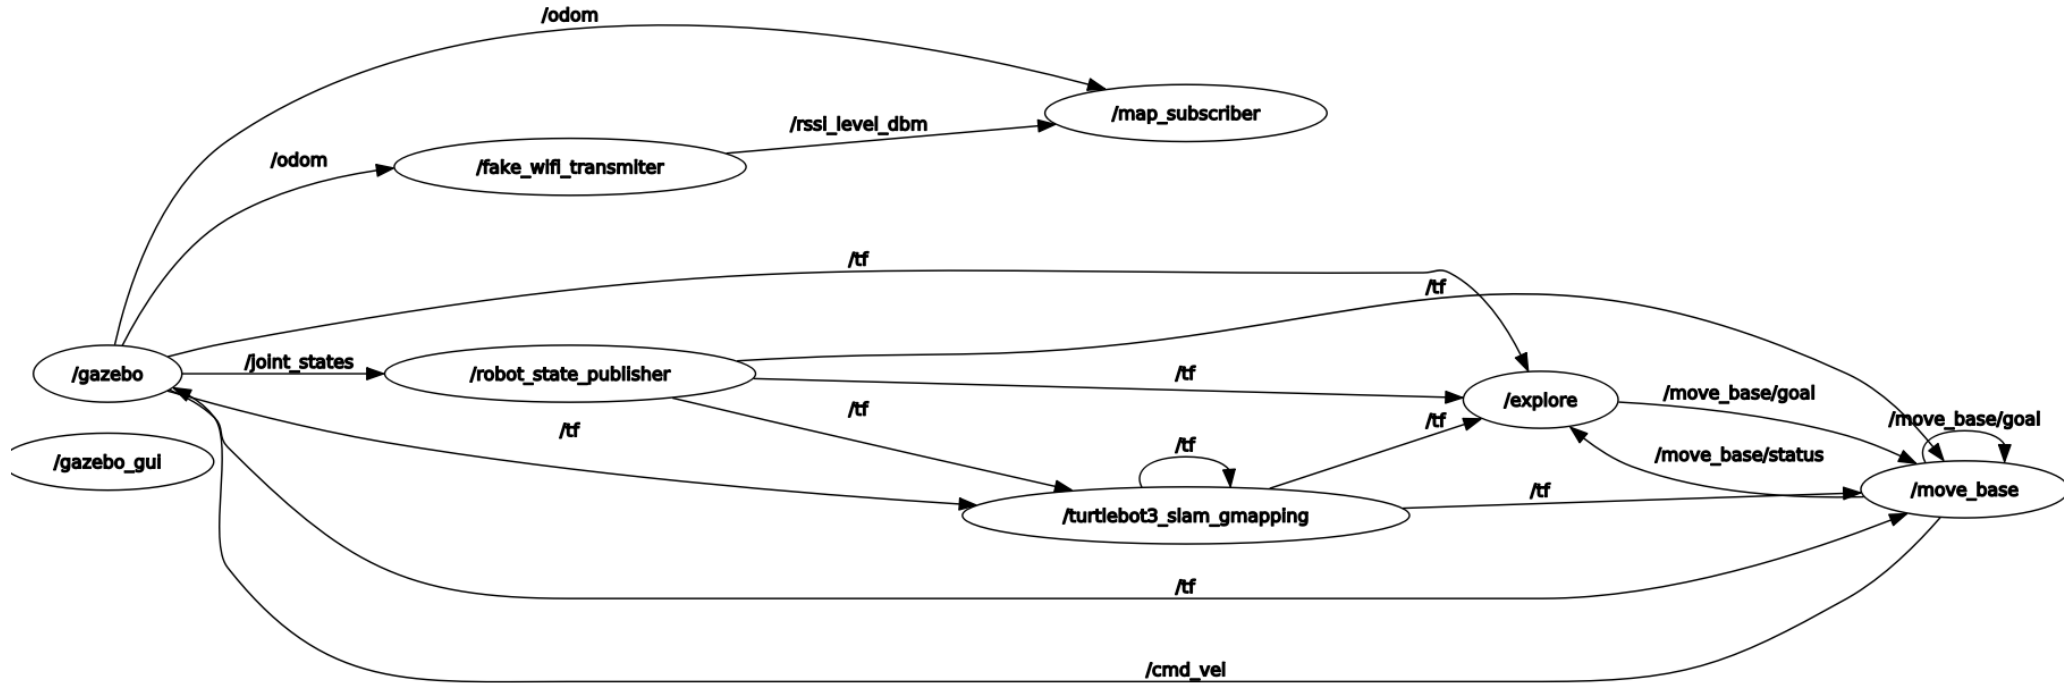 /odom
/map_subscriber
/rssi_level_dbm
/odom
/fake_wifi_transmiter
/tf
/tf
/gazebo
/joint_states
/robot_state_publisher
/tf
/explore
/move_base/goal
/move_base/goal
/tf
/tf
/tf
/tf
/move_base/status
/gazebo_gui
/move_base
/tf
/turtlebot3_slam_gmapping
/tf
/cmd_vel